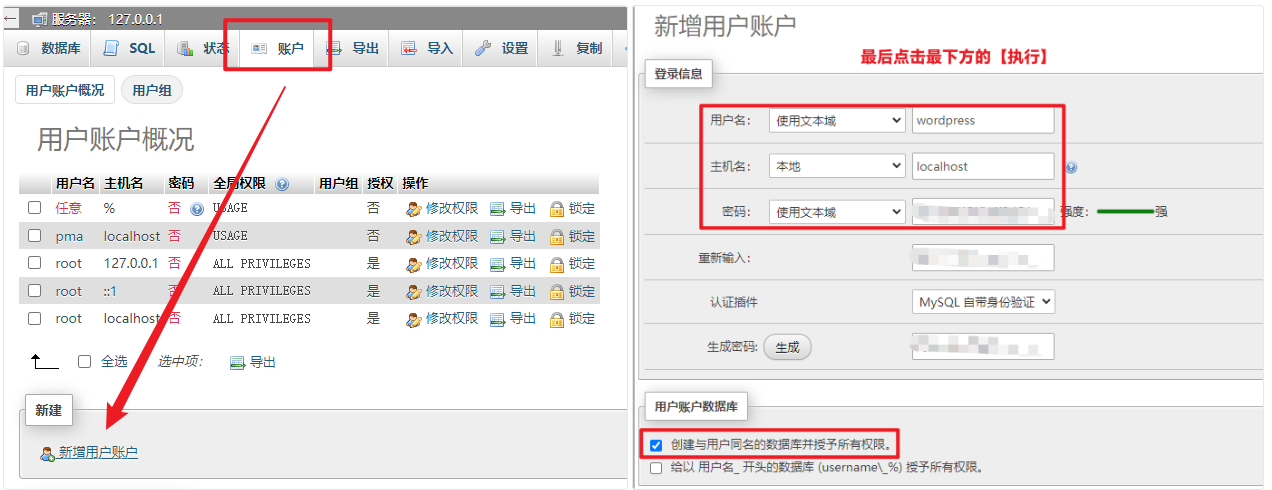 服务器: 127.0.0.1
数据库 SQL 状态 账户 导出 导入 设置 复制
用户账户概况 用户组
用户账户概况
用户名 主机名 密码 全局权限 用户组 授权 操作
任意 % 否 USAGE 否 修改权限 导出 锁定
pma localhost 否 USAGE 否 修改权限 导出 锁定
root 127.0.0.1 否 ALL PRIVILEGES 是 修改权限 导出 锁定
root ::1 否 ALL PRIVILEGES 是 修改权限 导出 锁定
root localhost 否 ALL PRIVILEGES 是 修改权限 导出 锁定
全选 选中项: 导出
新建
新增用户账户
新增用户账户
最后点击最下方的【执行】
登录信息
用户名: 使用文本域 wordpress
主机名: 本地 localhost
密码: 使用文本域 强度: 强
重新输入:
认证插件 MySQL 自带身份验证
生成密码: 生成
用户账户数据库
创建与用户同名的数据库并授予所有权限。
给以 用户名_ 开头的数据库 (username\_%) 授予所有权限。